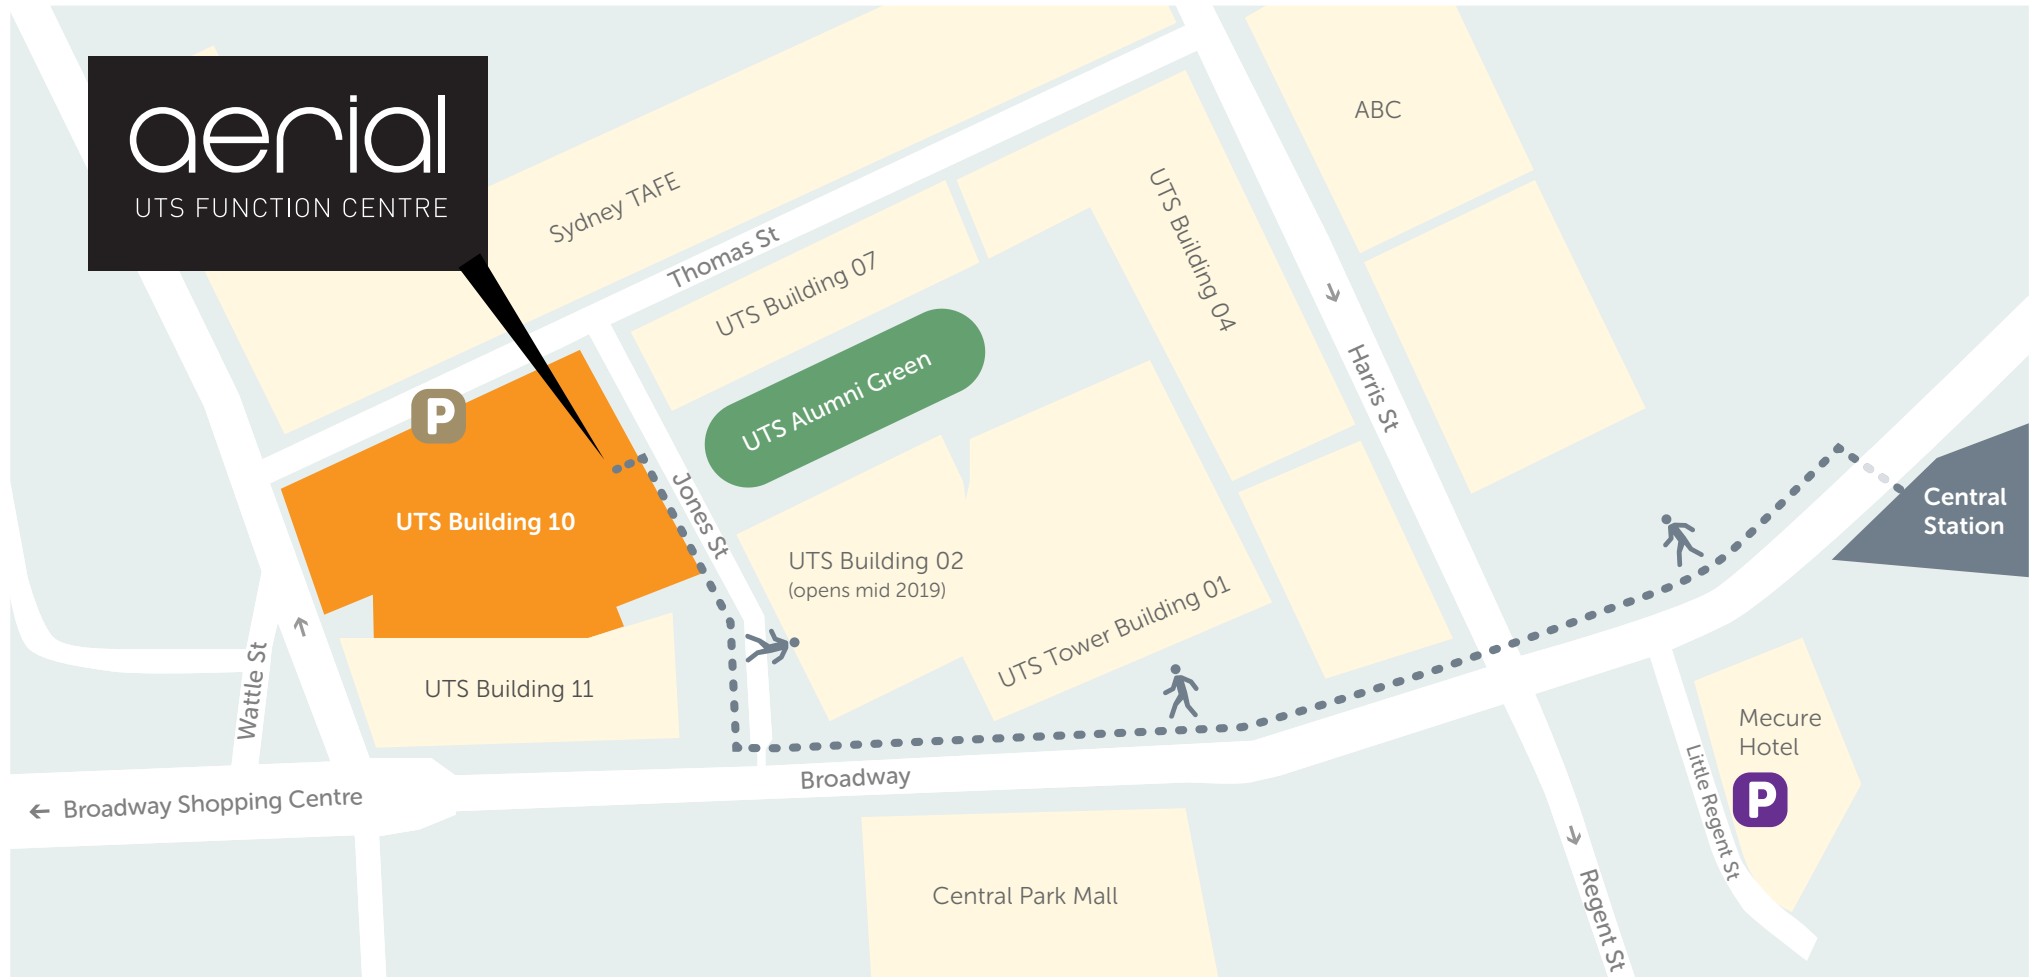 aerial
UTS FUNCTION CENTRE
Sydney TAFE
ABC
Thomas St
UTS Building 07
UTS Building 04
UTS Alumni Green
Harris St
P
UTS Building 10
Jones St
Central
Station
UTS Building 02
(opens mid 2019)
UTS Tower Building 01
Wattle St
UTS Building 11
Mecure
Hotel
P
Little Regent St
Broadway
← Broadway Shopping Centre
Central Park Mall
Regent St